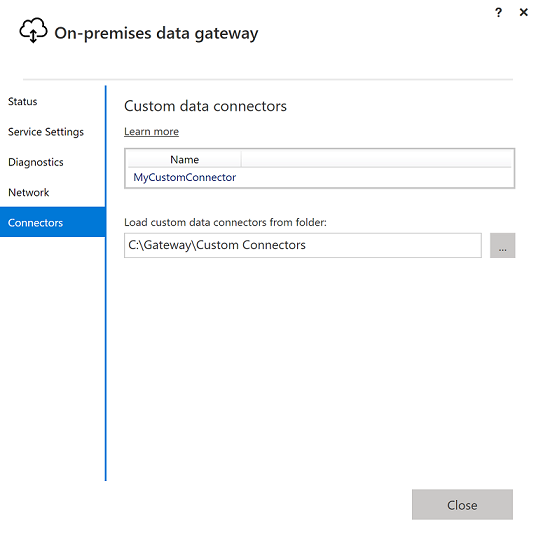 ? ×
On-premises data gateway
Status
Service Settings
Diagnostics
Network
Connectors
Custom data connectors
Learn more
Name
MyCustomConnector
Load custom data connectors from folder:
C:\Gateway\Custom Connectors
...
Close